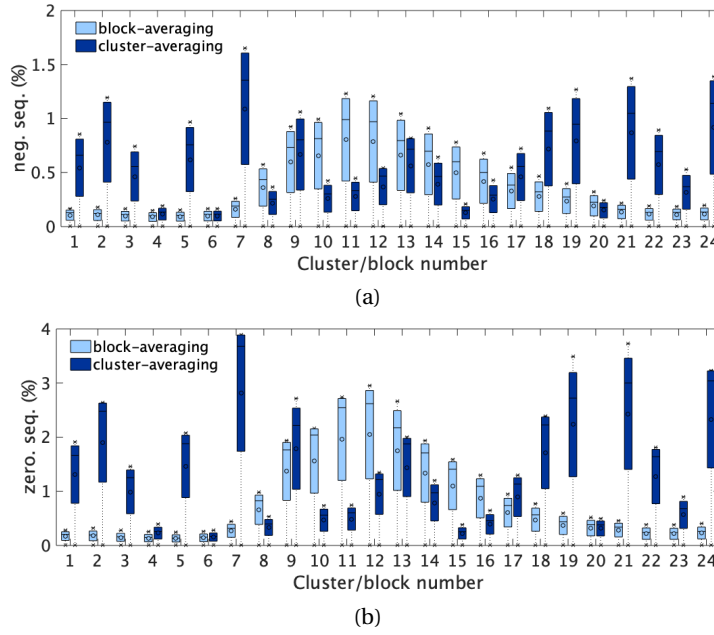 2
1.5
1
0.5
0
neg. seq. (%)
block-averaging
cluster-averaging
1 2 3 4 5 6 7 8 9 10 11 12 13 14 15 16 17 18 19 20 21 22 23 24
Cluster/block number
(a)
4
3
2
1
0
zero. seq. (%)
block-averaging
cluster-averaging
1 2 3 4 5 6 7 8 9 10 11 12 13 14 15 16 17 18 19 20 21 22 23 24
Cluster/block number
(b)